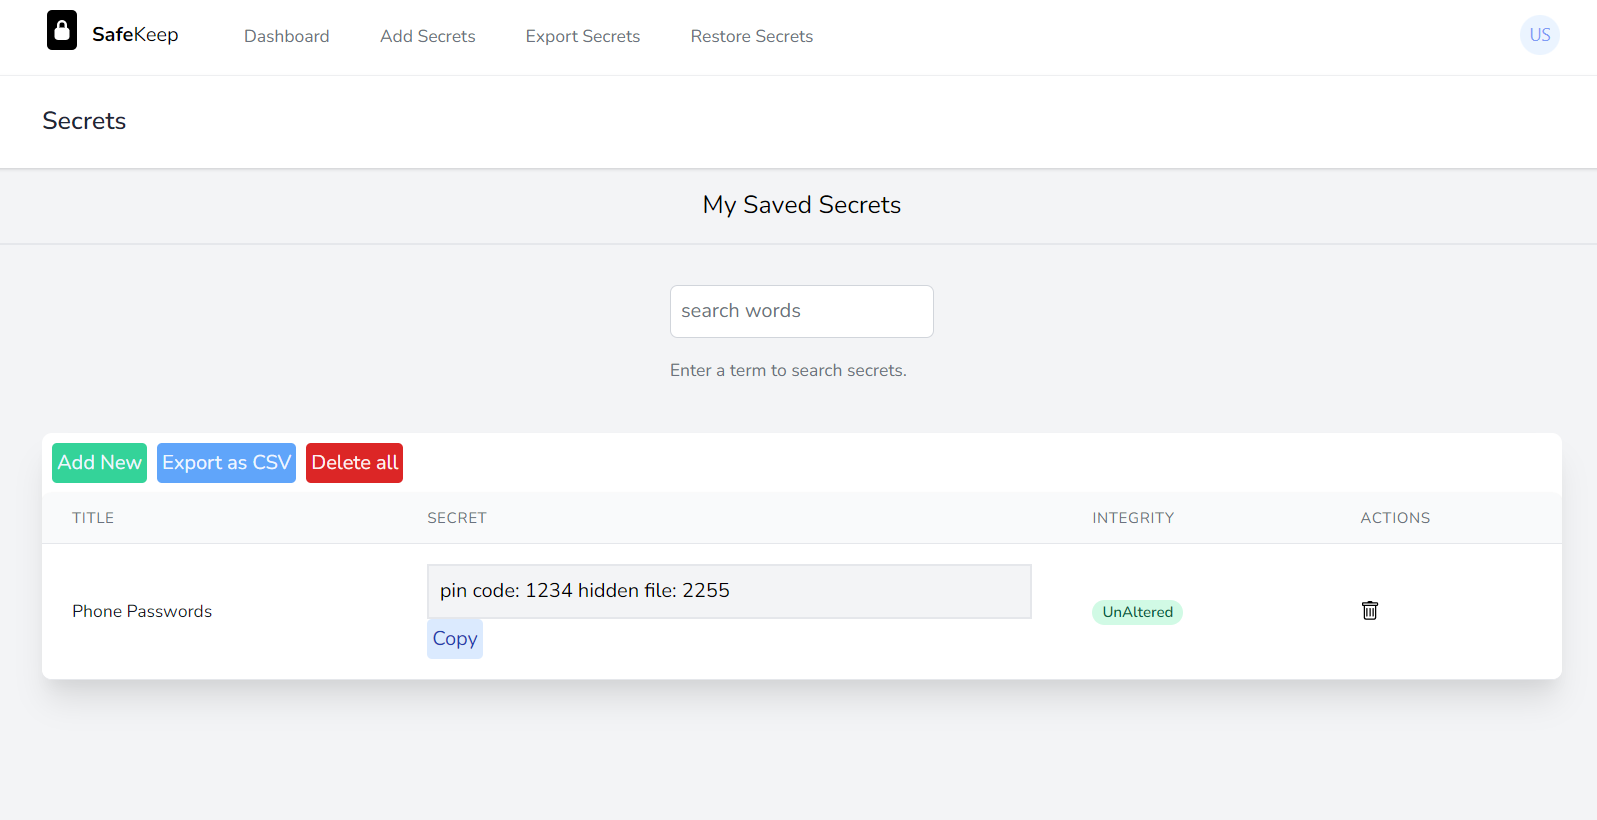 SafeKeep Dashboard Add Secrets Export Secrets Restore Secrets US
Secrets
My Saved Secrets
search words
Enter a term to search secrets.
Add New Export as CSV Delete all
TITLE SECRET INTEGRITY ACTIONS
pin code: 1234 hidden file: 2255
Phone Passwords UnAltered
Copy